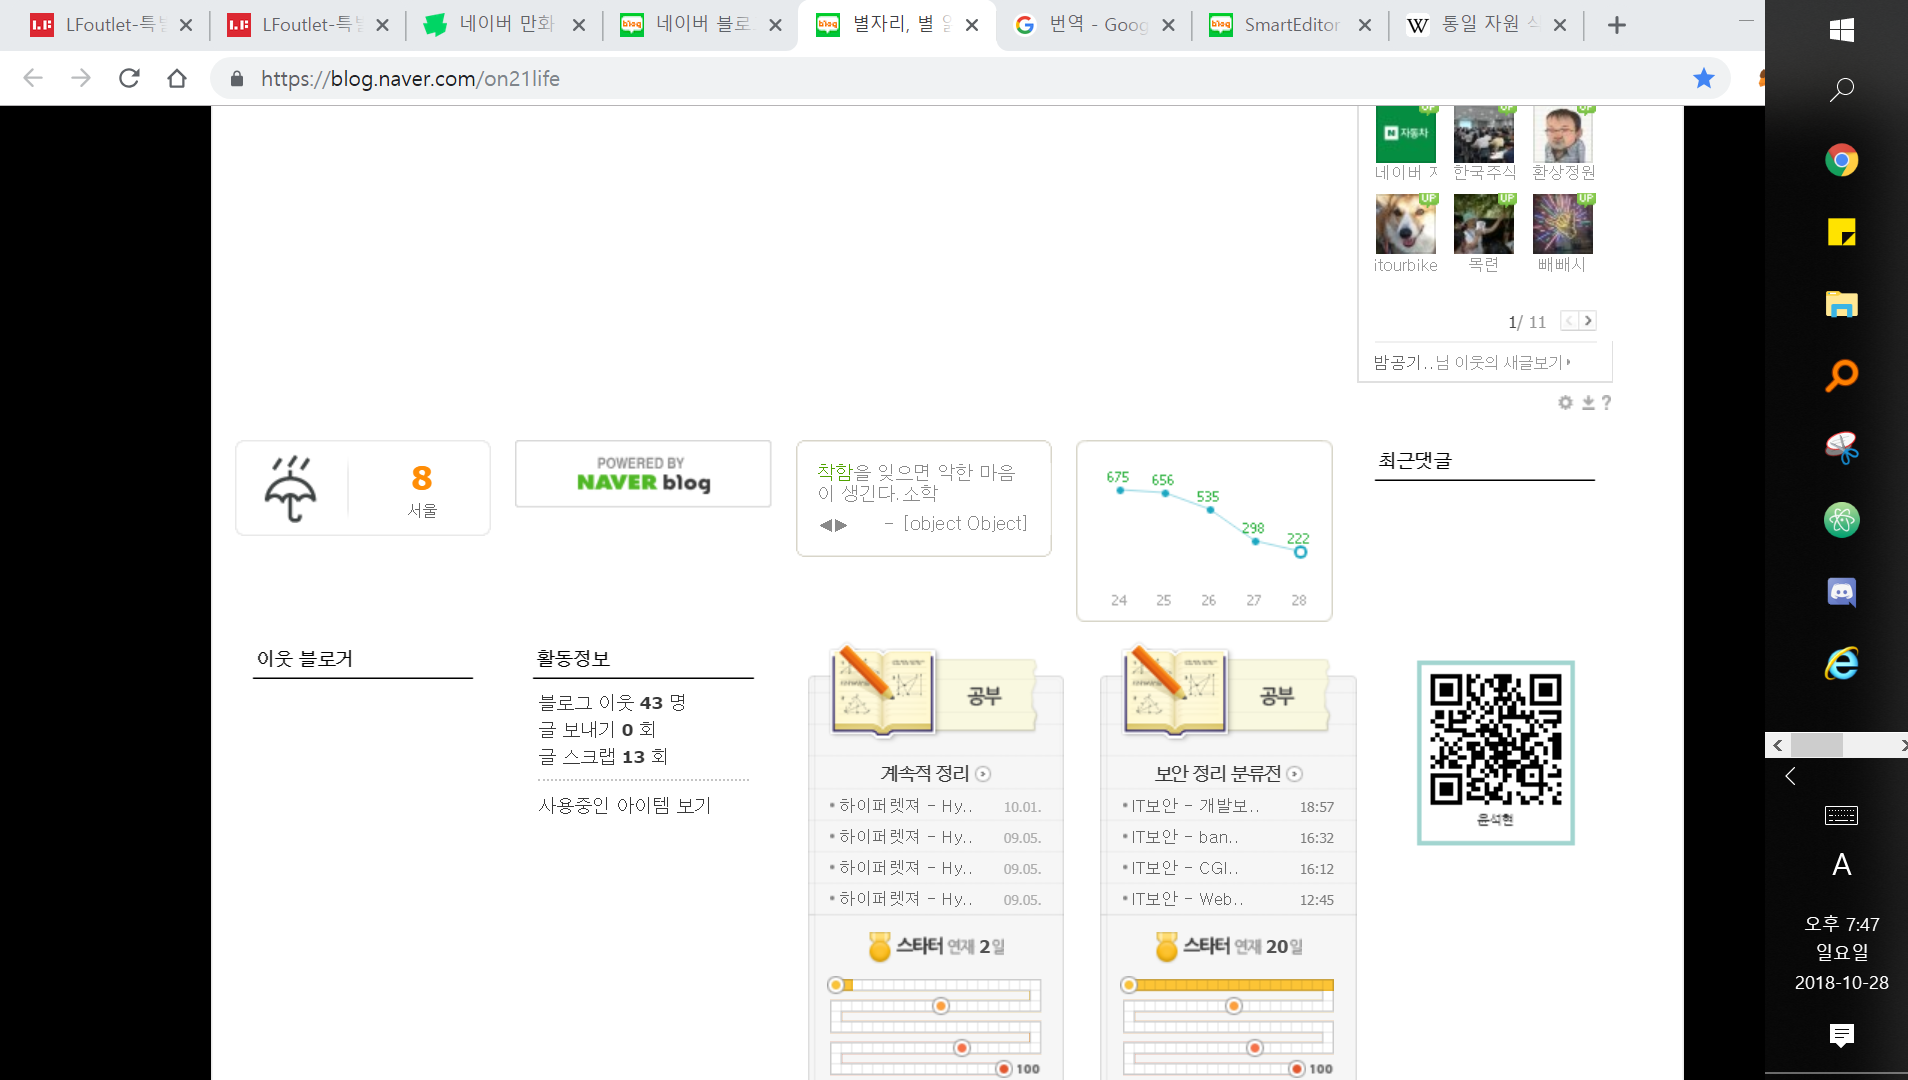 LFoutlet-특
LFoutlet-특
네이버 만화
네이버 블로
별자리, 별
번역 - Goog
SmartEditor
통일 자원
https://blog.naver.com/on21life
UP
UP
UP
N 자동차
네이버
한국주식
환상정원
UP
UP
UP
itourbike
목련
빼빼시
1/ 11
밤공기..님 이웃의 새글보기
?
8
서울
POWERED BY
NAVER blog
착함을 잊으면 악한 마음
이 생긴다.소학
- [object Object]
675
656
535
298
222
24
25
26
27
28
최근댓글
이웃 블로거
활동정보
블로그 이웃 43 명
글 보내기 0 회
글 스크랩 13 회
사용중인 아이템 보기
공부
계속적 정리
하이퍼렛져 - Hy.. 10.01.
하이퍼렛져 - Hy.. 09.05.
하이퍼렛져 - Hy.. 09.05.
하이퍼렛져 - Hy.. 09.05.
스타터 연재 2일
100
공부
보안 정리 분류전
IT보안 - 개발보.. 18:57
IT보안 - ban.. 16:32
IT보안 - CGI.. 16:12
IT보안 - Web.. 12:45
스타터 연재 20일
100
윤석현
A
오후 7:47
일요일
2018-10-28